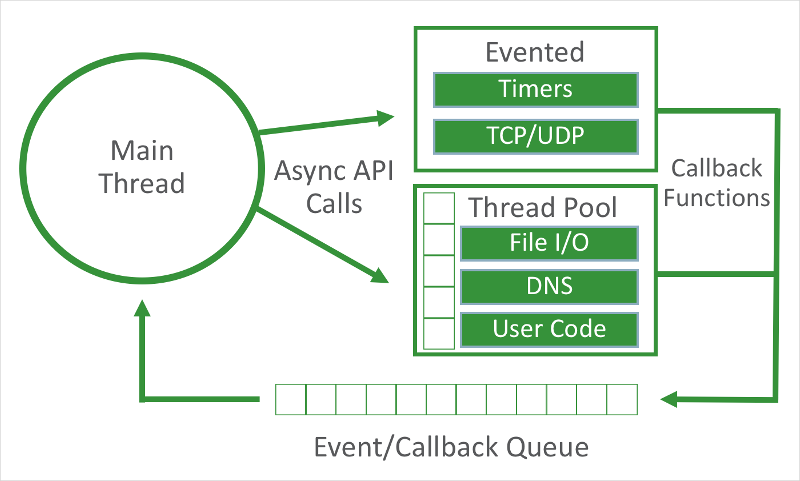 Main
Thread
Async API
Calls
Evented
Timers
TCP/UDP
Thread Pool
File I/O
DNS
User Code
Callback
Functions
Event/Callback Queue